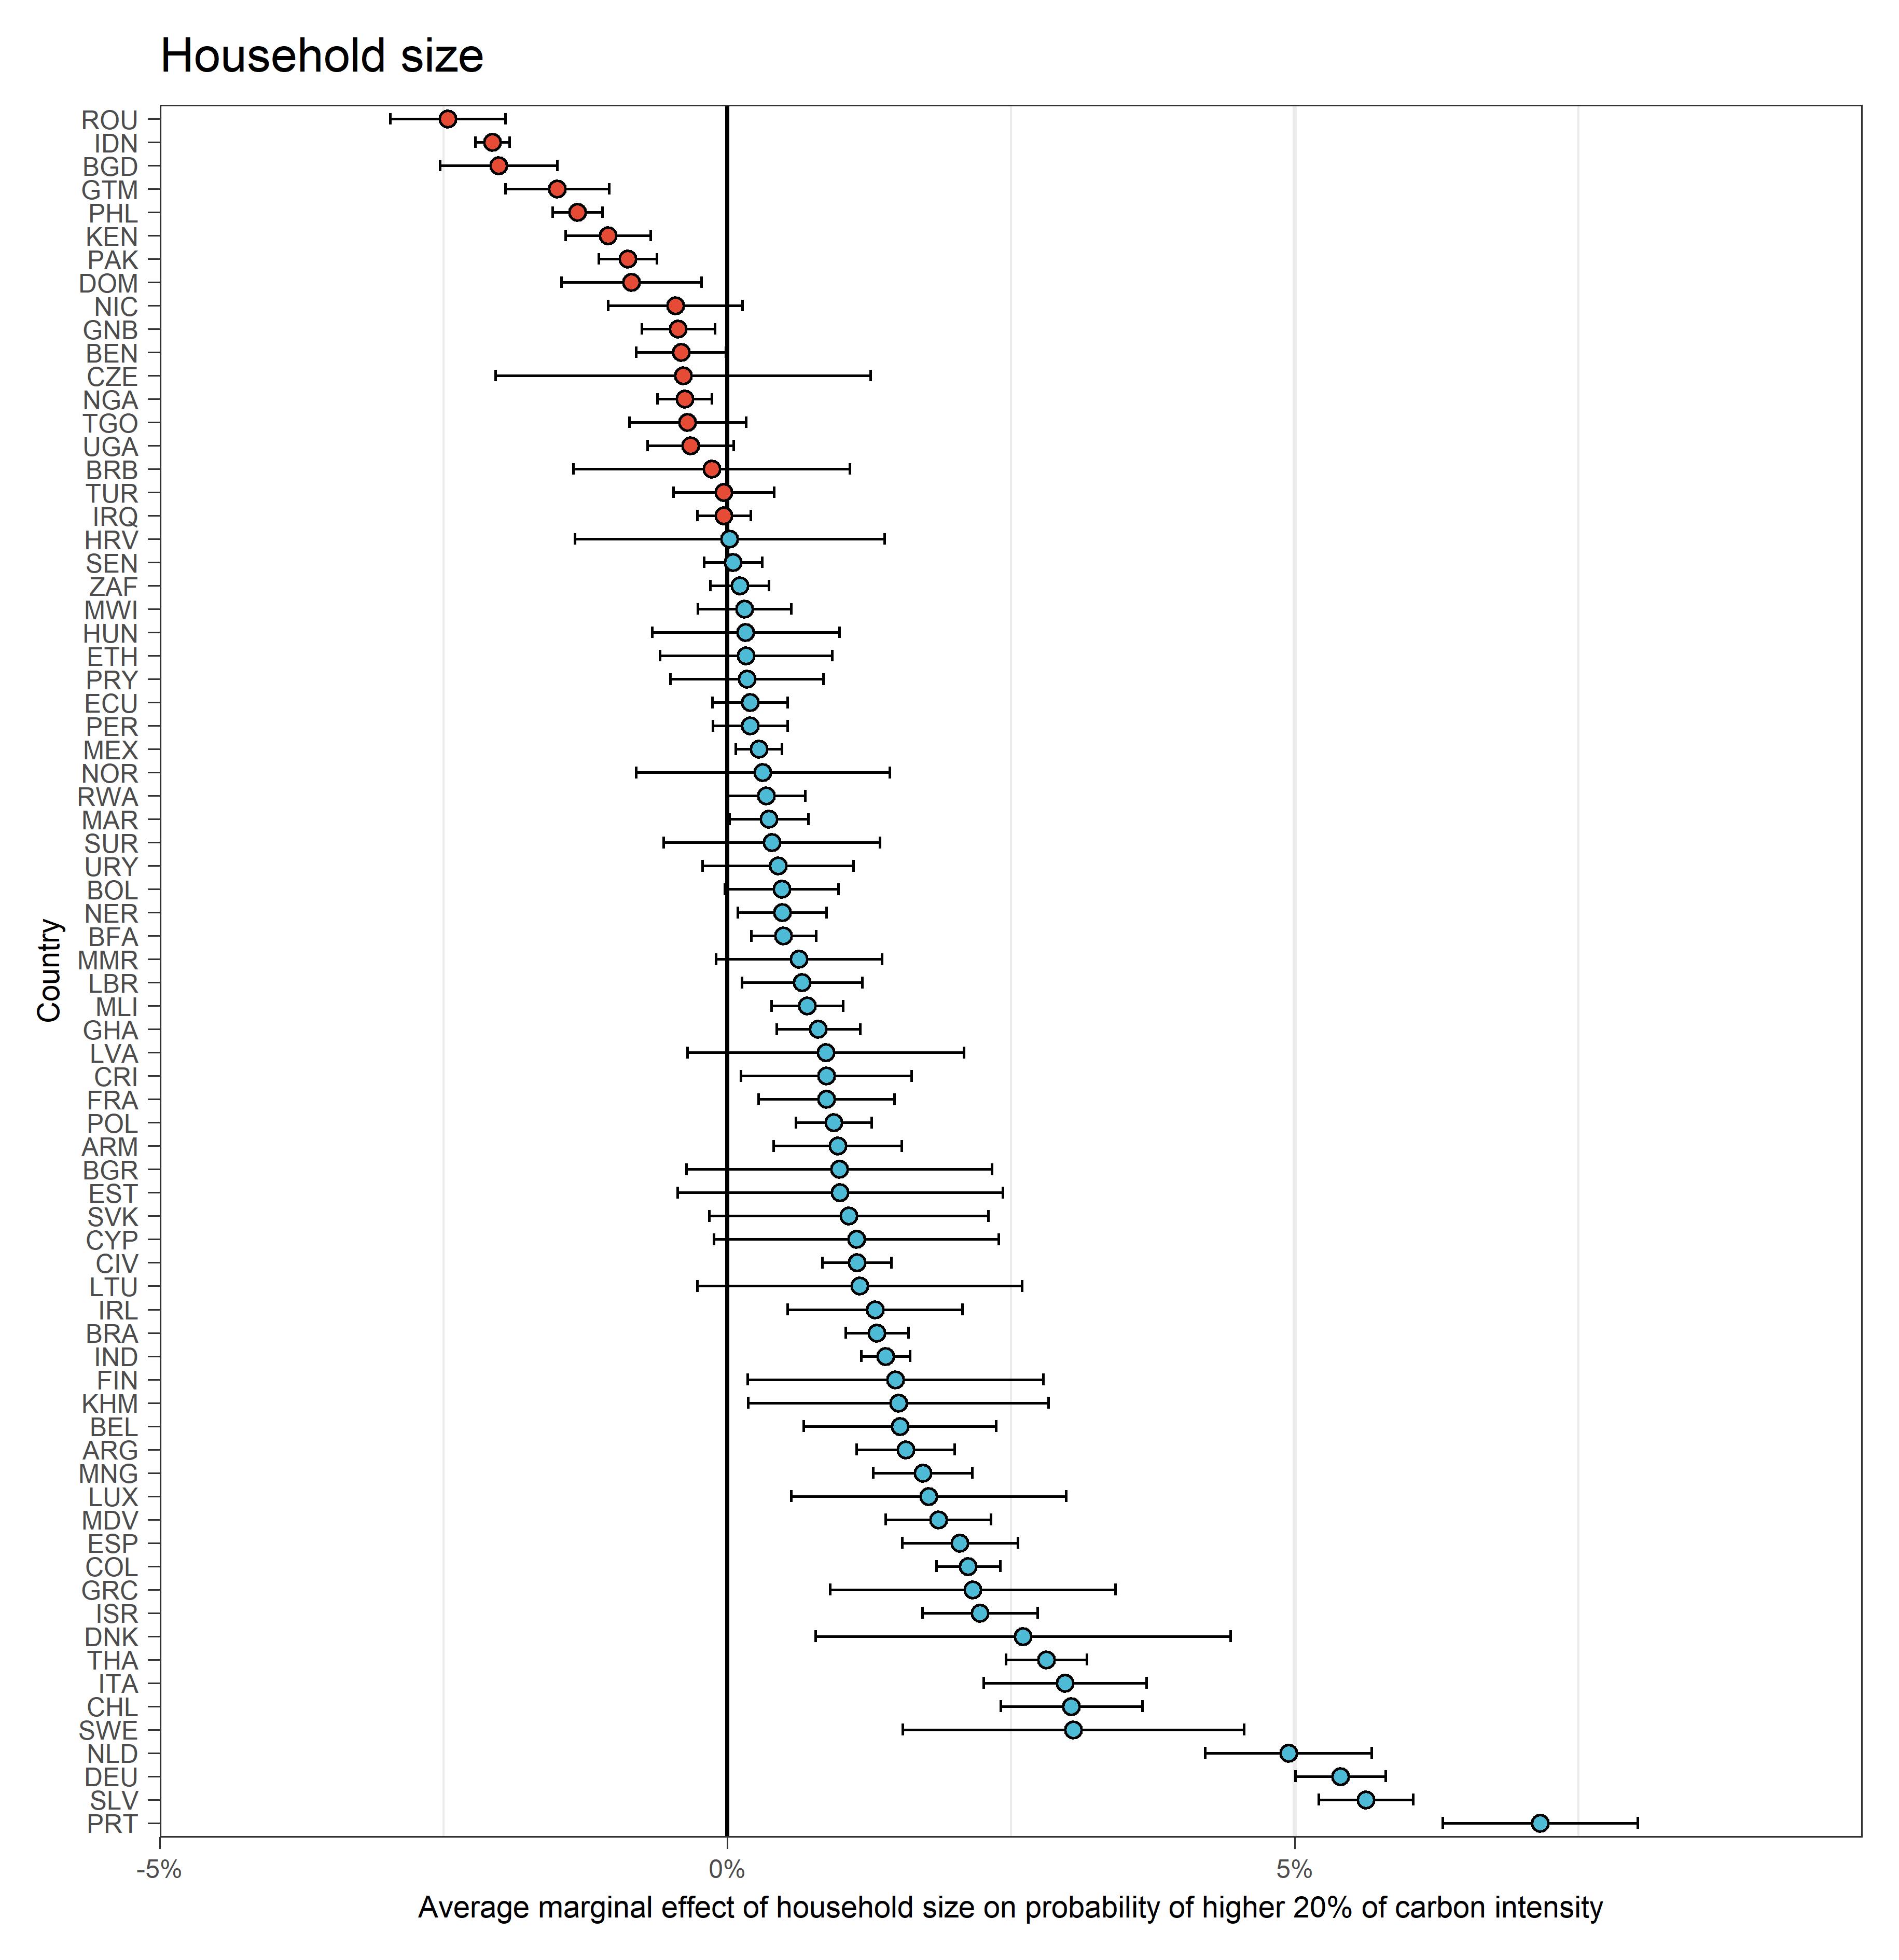 Household size
ROU
IDN
BGD
GTM
PHL
KEN
PAK
DOM
NIC
GNB
BEN
CZE
NGA
TGO
UGA
BRB
TUR
IRQ
HRV
SEN
ZAF
MWI
HUN
ETH
PRY
ECU
PER
MEX
NOR
RWA
MAR
SUR
URY
BOL
NER
BFA
MMR
LBR
MLI
GHA
LVA
CRI
FRA
POL
ARM
BGR
EST
SVK
CYP
CIV
LTU
IRL
BRA
IND
FIN
KHM
BEL
ARG
MNG
LUX
MDV
ESP
COL
GRC
ISR
DNK
THA
ITA
CHL
SWE
NLD
DEU
SLV
PRT
Country
-5% 0% 5%
Average marginal effect of household size on probability of higher 20% of carbon intensity